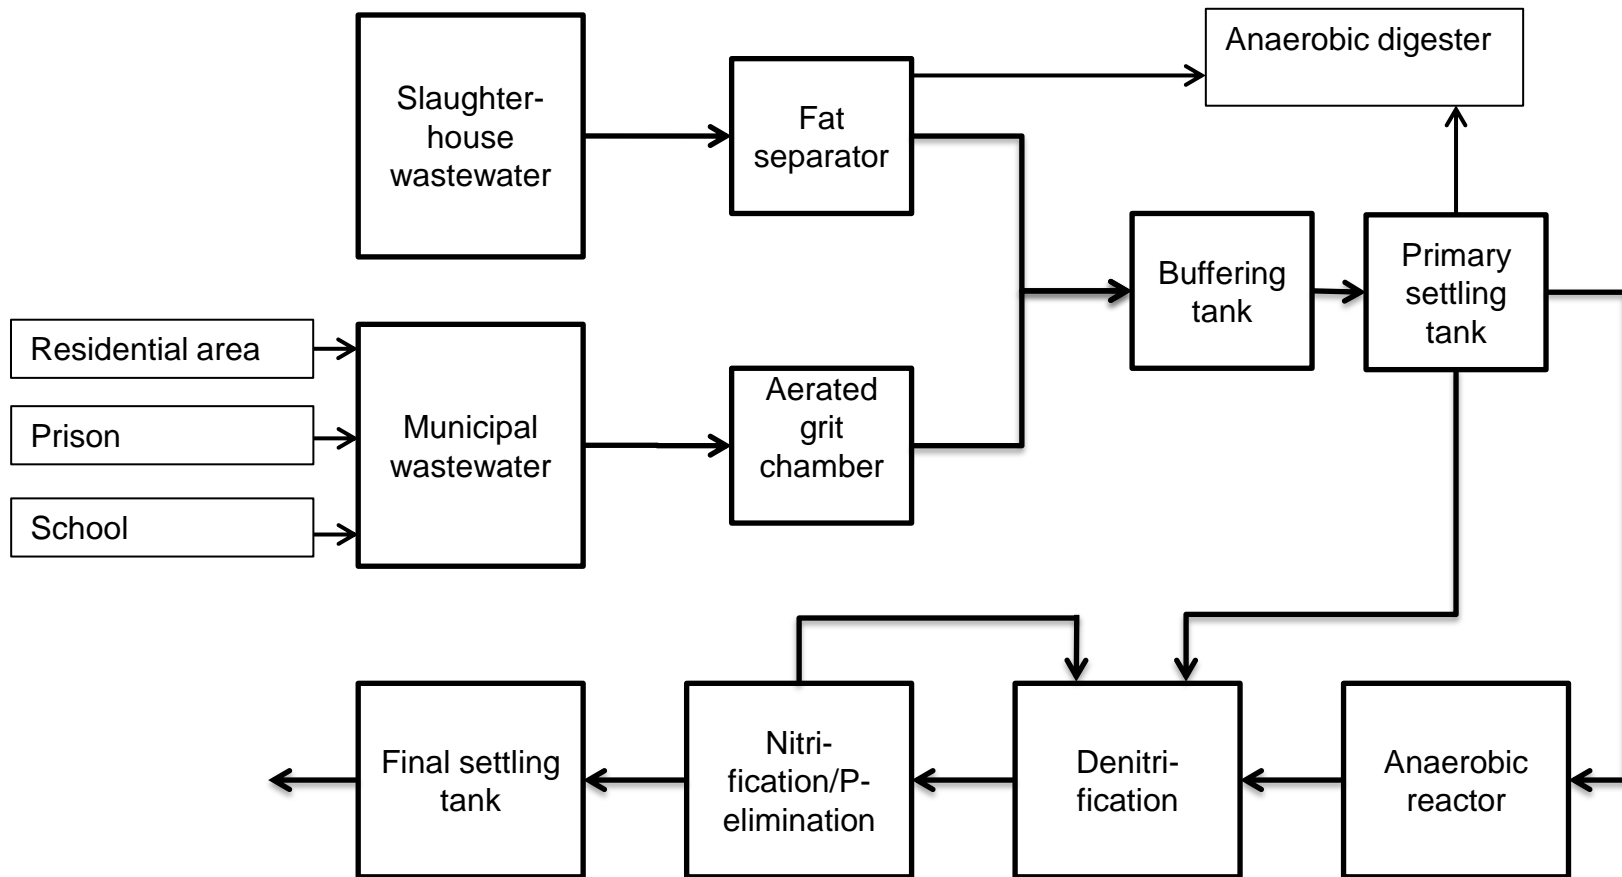 Slaughter-
house
wastewater
Fat
separator
Anaerobic digester
Buffering
tank
Primary
settling
tank
Residential area
Prison
School
Municipal
wastewater
Aerated
grit
chamber
Final settling
tank
Nitri-
fication/P-
elimination
Denitri-
fication
Anaerobic
reactor